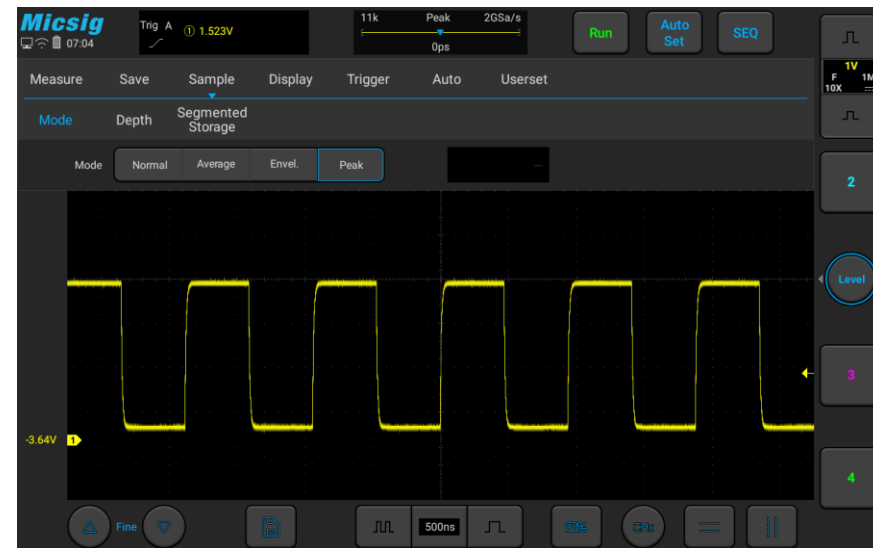 Micsig
07:04
Trig A ① 1.523V
11k Peak 2GSa/s
0ps
Run
Auto Set
SEQ
1V
F 1M
10X
Measure Save Sample Display Trigger Auto Userset
Mode Depth Segmented Storage
Mode Normal Average Envel. Peak
---
2
Level
3
-3.64V 1
4
Fine
500ns
CH